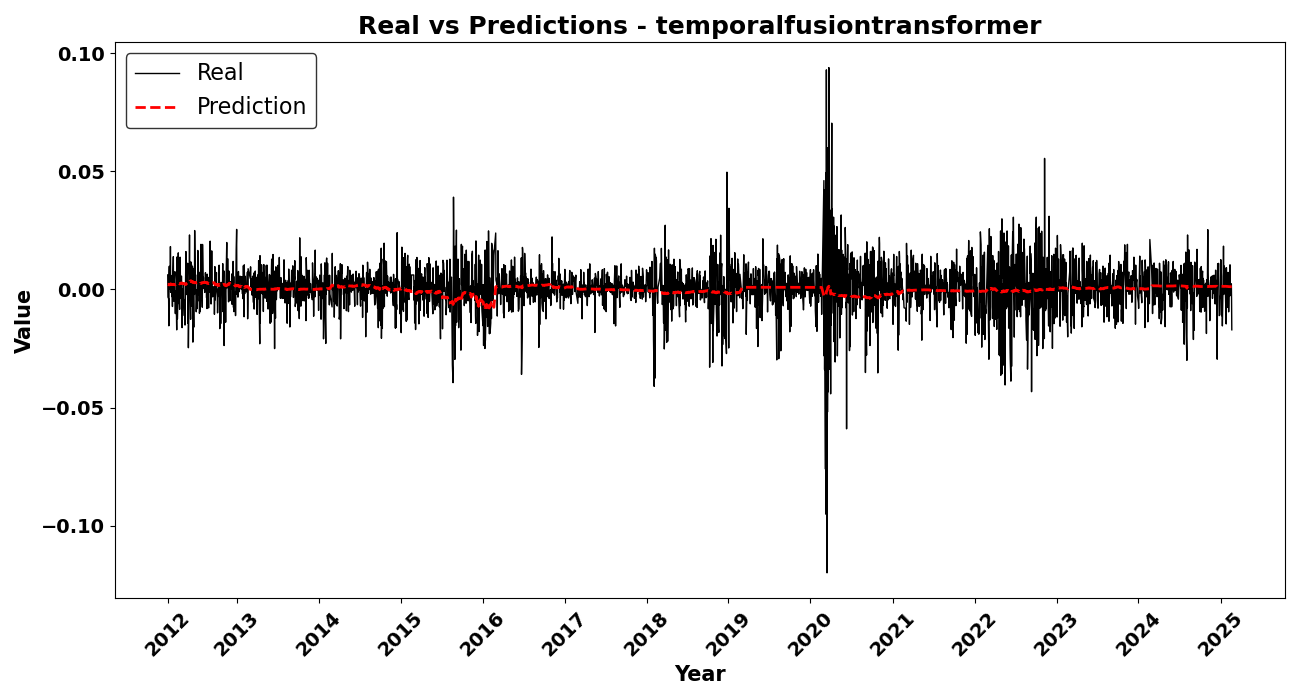 Real vs Predictions - temporalfusiontransformer
Real
Prediction
0.10
0.05
0.00
−0.05
−0.10
Value
2012 2013 2014 2015 2016 2017 2018 2019 2020 2021 2022 2023 2024 2025
Year